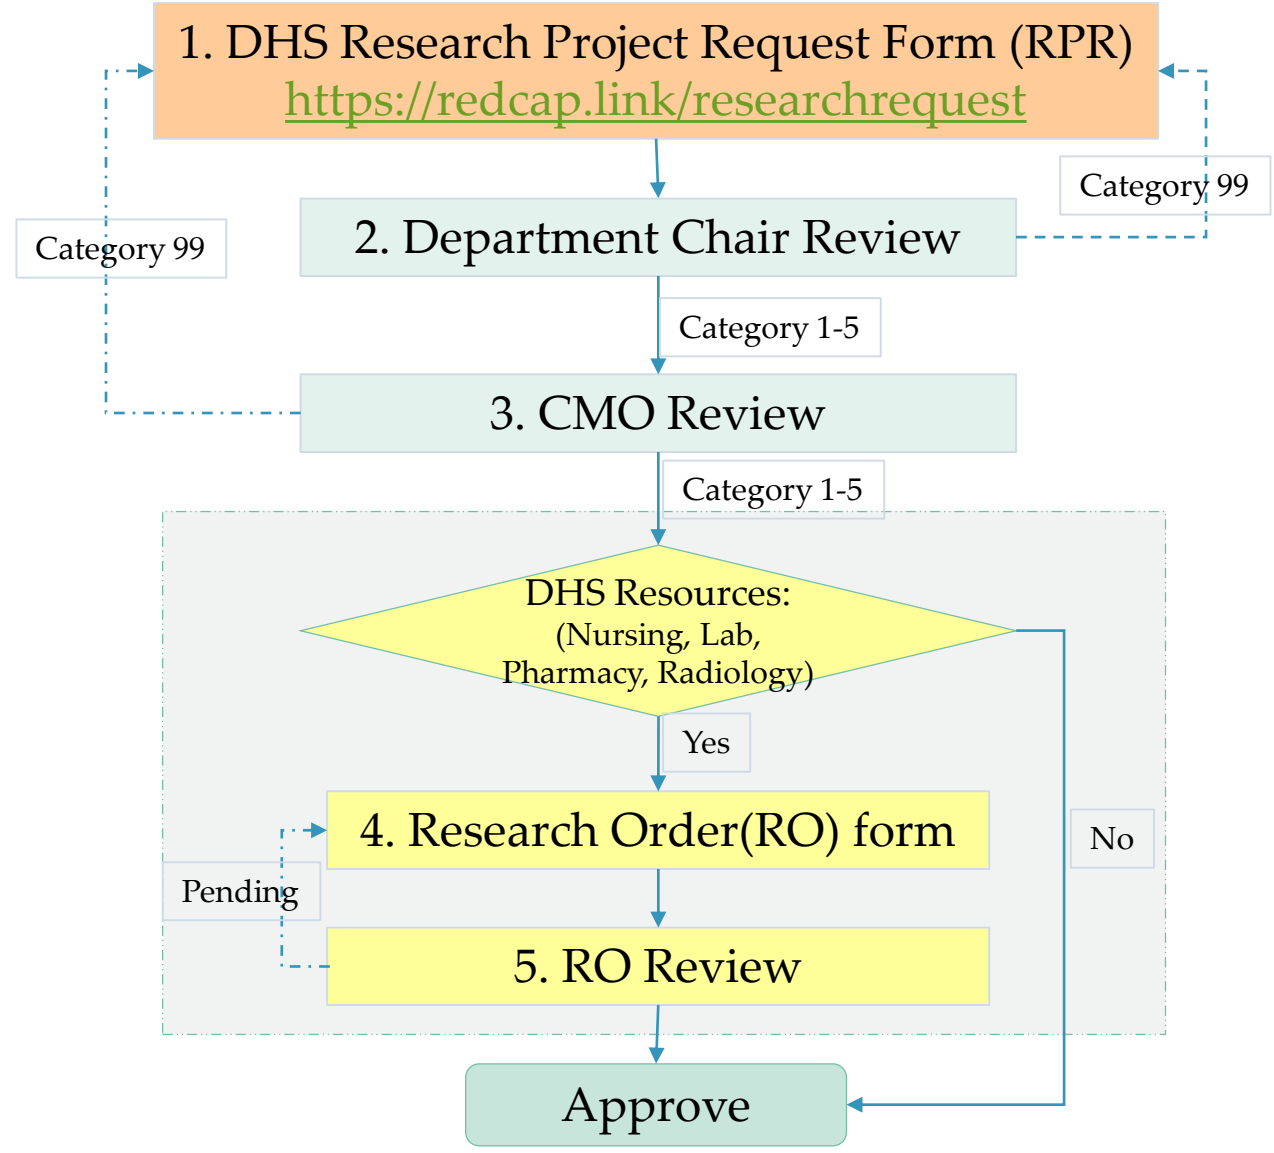 1. DHS Research Project Request Form (RPR)
https://redcap.link/researchrequest
Category 99
2. Department Chair Review
Category 99
Category 1-5
3. CMO Review
Category 1-5
DHS Resources:
(Nursing, Lab,
Pharmacy, Radiology)
Yes
4. Research Order(RO) form
No
Pending
5. RO Review
Approve